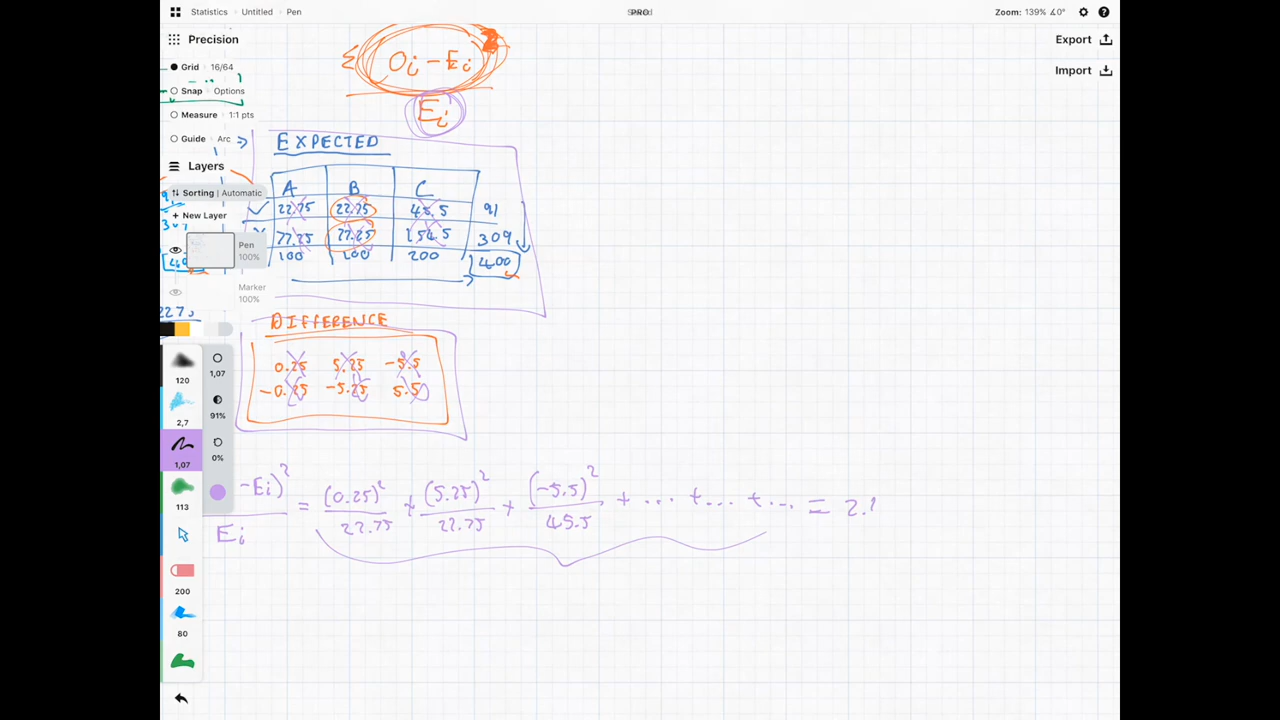 Statistics Untitled Pen
PRO
Zoom: 139% ∡0°
Precision
Export
Import
Grid 16/64
Snap Options
Measure 1:1 pts
Guide Arc
Layers
Sorting | Automatic
+ New Layer
Pen
100%
Marker
100%
120
2,7
1,07
113
200
80
1,07
91%
0%
Σ Oi - Ei
Ei
EXPECTED
A B C
22.75 22.75 45.5 91
77.25 77.25 154.5 309
100 100 200 400
DIFFERENCE
0.25 5.25 -5.5
-0.25 -5.25 5.5
-Ei)² = (0.25)² + (5.25)² + (-5.5)² + ... + ... + ... = 2.
Ei 22.75 22.75 45.5